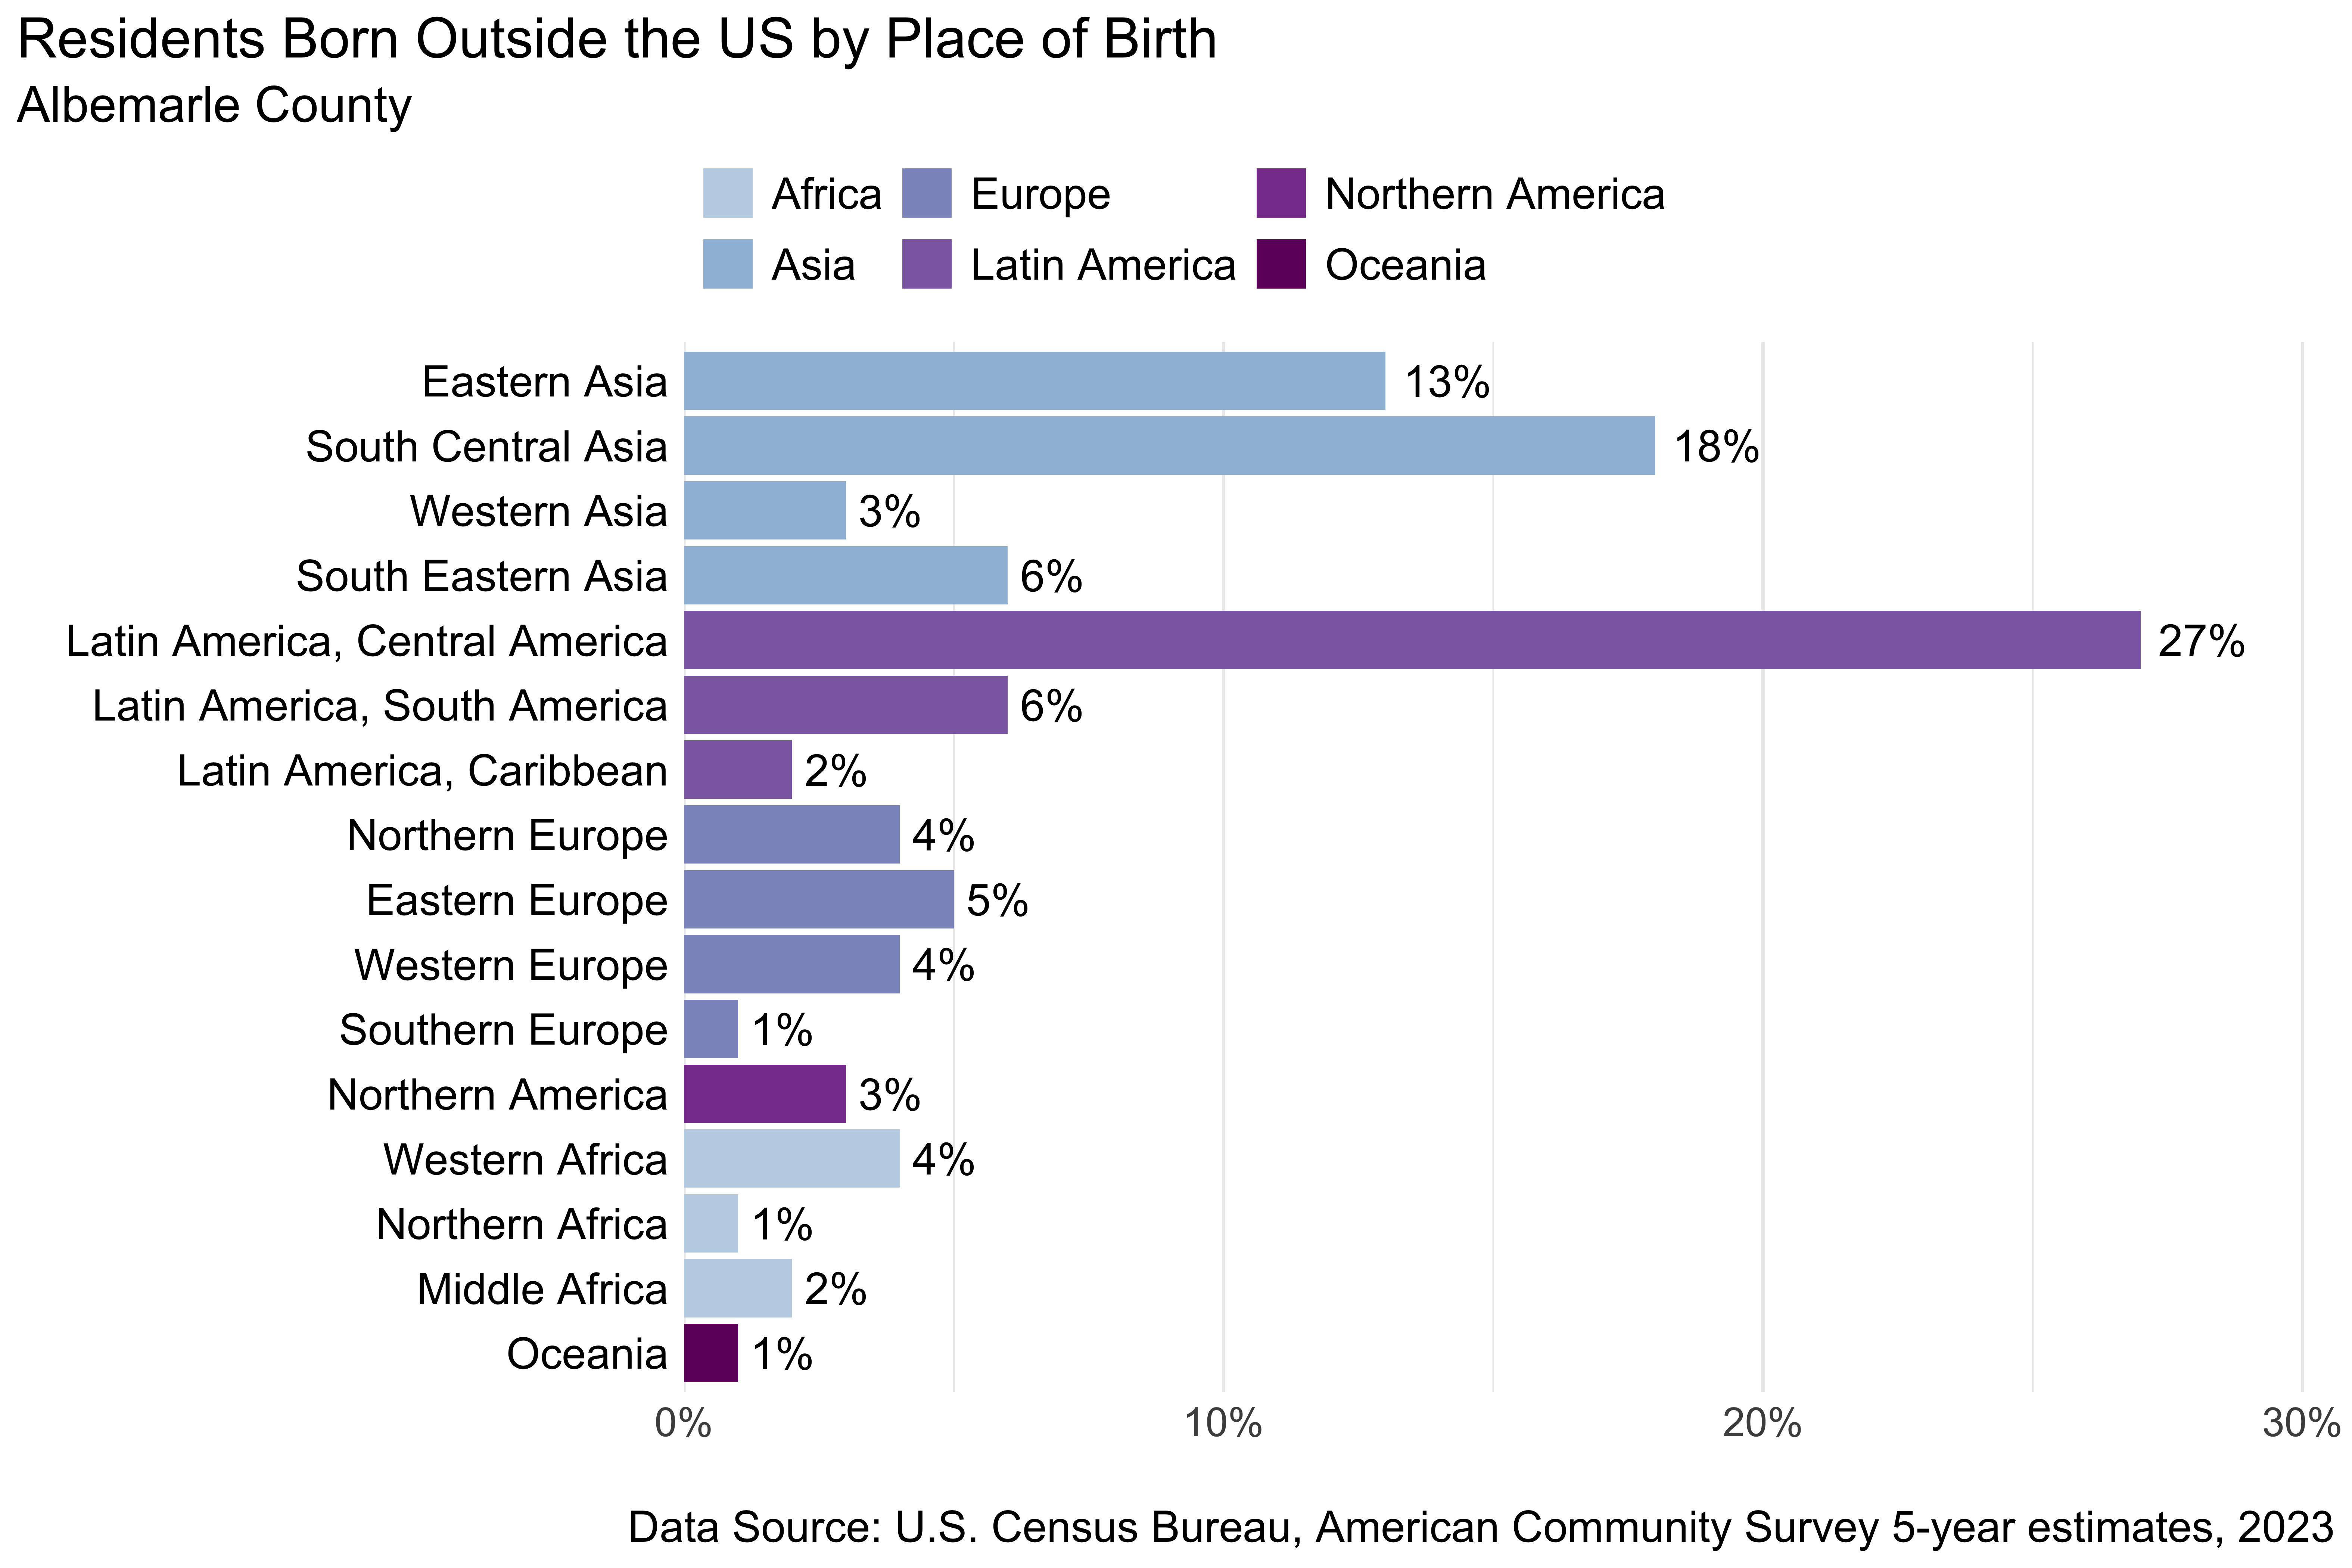 Residents Born Outside the US by Place of Birth
Albemarle County
Africa Europe Northern America
Asia Latin America Oceania
Eastern Asia 13%
South Central Asia 18%
Western Asia 3%
South Eastern Asia 6%
Latin America, Central America 27%
Latin America, South America 6%
Latin America, Caribbean 2%
Northern Europe 4%
Eastern Europe 5%
Western Europe 4%
Southern Europe 1%
Northern America 3%
Western Africa 4%
Northern Africa 1%
Middle Africa 2%
Oceania 1%
0% 10% 20% 30%
Data Source: U.S. Census Bureau, American Community Survey 5-year estimates, 2023